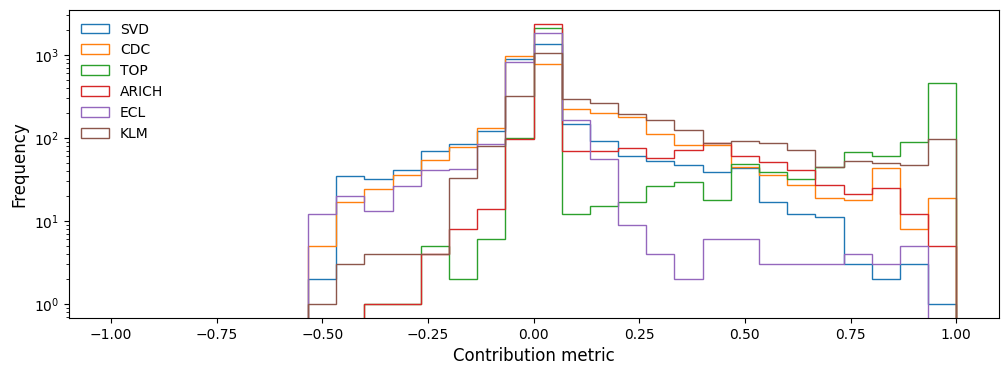 SVD
CDC
TOP
ARICH
ECL
KLM
Frequency
10³
10²
10¹
10⁰
−1.00 −0.75 −0.50 −0.25 0.00 0.25 0.50 0.75 1.00
Contribution metric